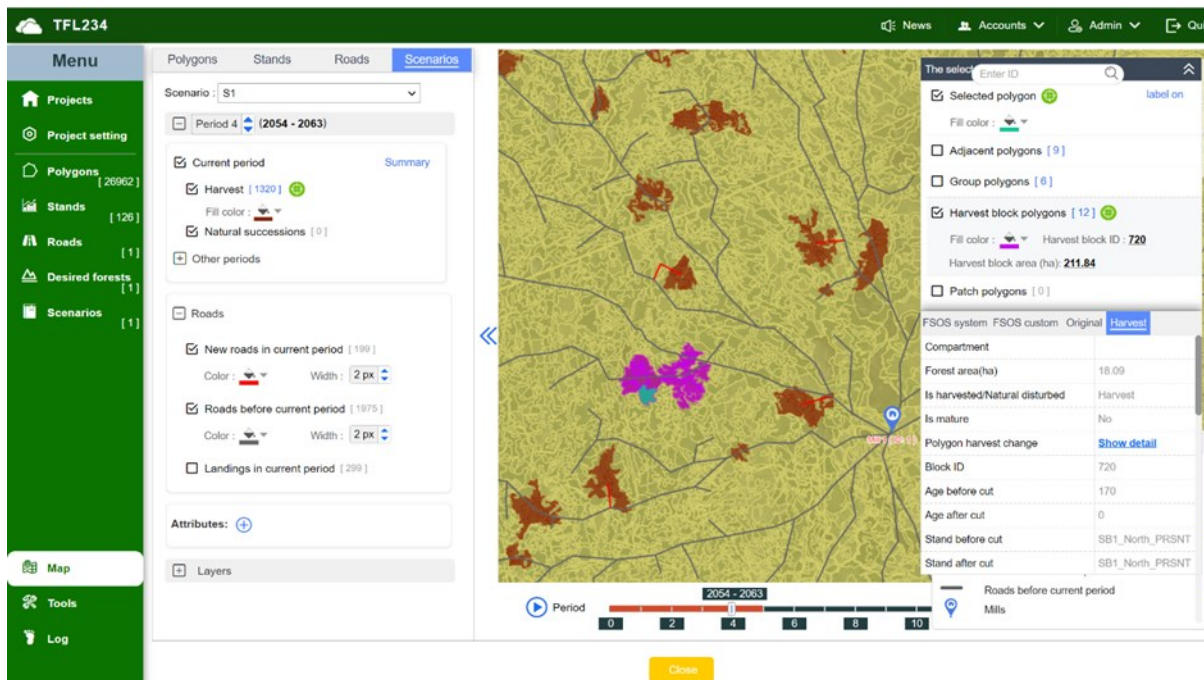 TFL234
News
Accounts
Admin
Menu
Projects
Project setting
Polygons
[ 26962 ]
Stands
[ 126 ]
Roads
[ 1 ]
Desired forests
[ 1 ]
Scenarios
[ 1 ]
Map
Tools
Log
Polygons Stands Roads Scenarios
Scenario : S1
Period 4 (2054 - 2063)
Current period Summary
Harvest [ 1320 ]
Fill color :
Natural successions [ 0 ]
Other periods
Roads
New roads in current period [ 199 ]
Color : Width : 2 px
Roads before current period [ 1975 ]
Color : Width : 2 px
Landings in current period [ 299 ]
Attributes:
Layers
The select
Enter ID
Selected polygon label on
Fill color :
Adjacent polygons [ 9 ]
Group polygons [ 6 ]
Harvest block polygons [ 12 ]
Fill color : Harvest block ID : 720
Harvest block area (ha): 211.84
Patch polygons [ 0 ]
FSOS system FSOS custom Original Harvest
Compartment
Forest area(ha) 18.09
Is harvested/Natural disturbed Harvest
Is mature No
Polygon harvest change Show detail
Block ID 720
Age before cut 170
Age after cut 0
Stand before cut SB1_North_PRSNT
Stand after cut SB1_North_PRSNT
Roads before current period
Mills
2054 - 2063
Period
0 2 4 6 8 10
Close